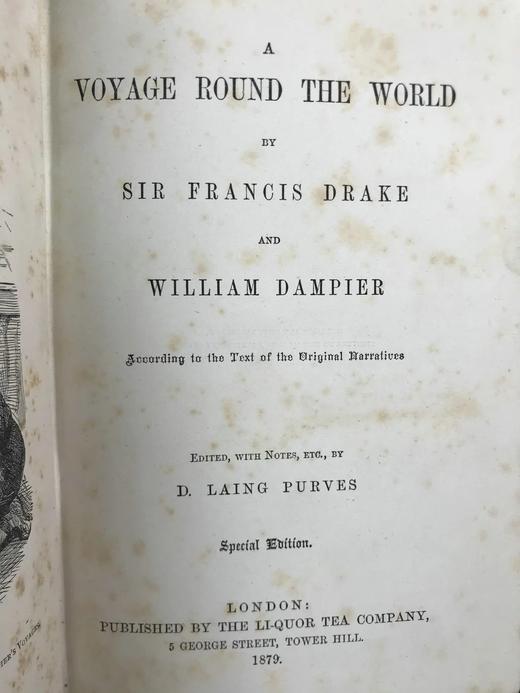 A
VOYAGE ROUND THE WORLD
BY
SIR FRANCIS DRAKE
AND
WILLIAM DAMPIER
According to the Text of the Original Narratives
EDITED, WITH NOTES, ETC., BY
D. LAING PURVES
Special Edition.
LONDON:
PUBLISHED BY THE LI-QUOR TEA COMPANY,
5 GEORGE STREET, TOWER HILL.
1879.
VOYAGES